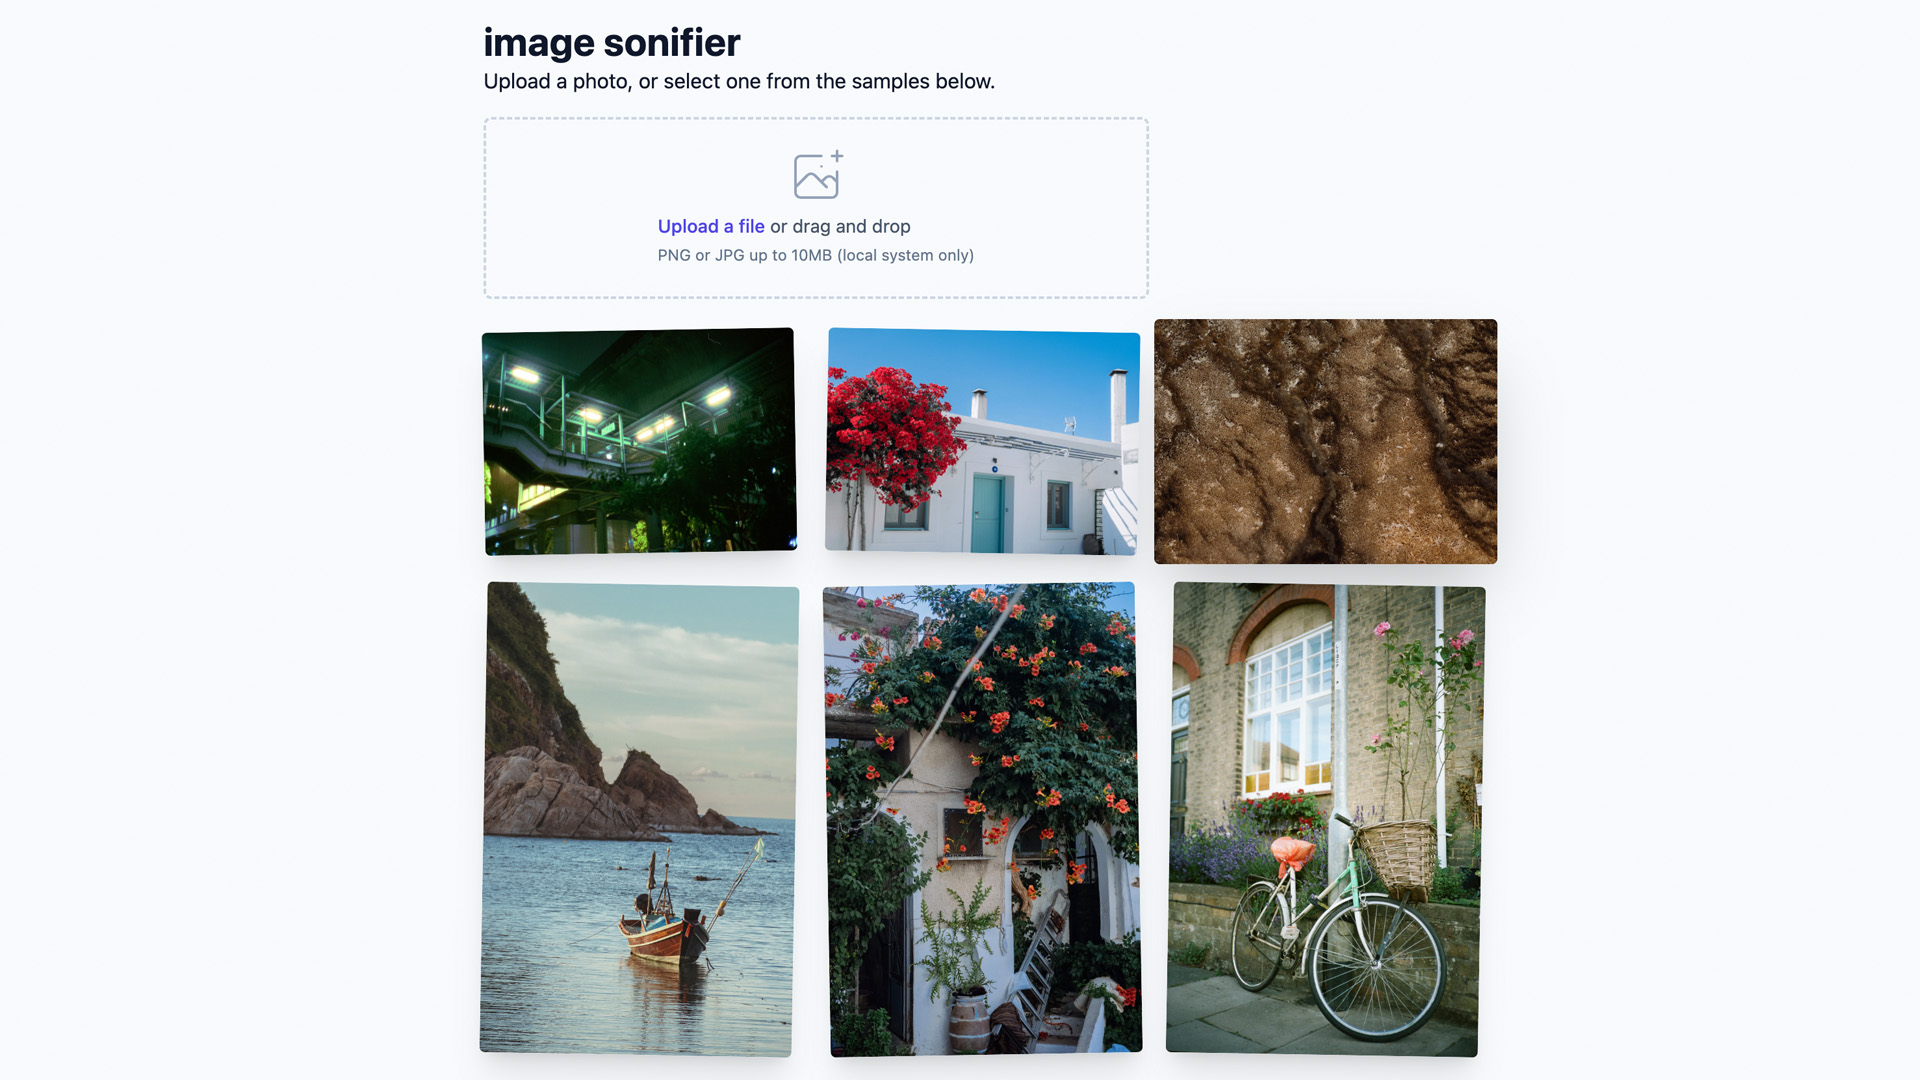 image sonifier
Upload a photo, or select one from the samples below.
Upload a file or drag and drop
PNG or JPG up to 10MB (local system only)